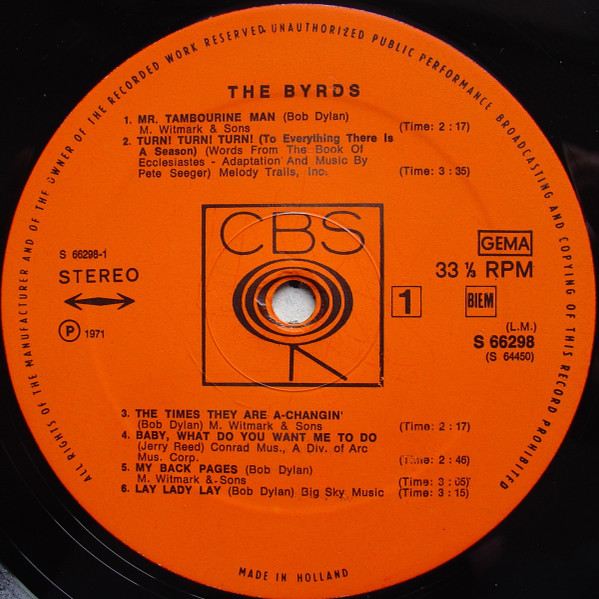 ALL RIGHTS OF THE MANUFACTURER AND OF THE OWNER OF THE RECORDED WORK RESERVED. UNAUTHORIZED PUBLIC PERFORMANCE BROADCASTING AND COPYING OF THIS RECORD PROHIBITED
THE BYRDS
1. MR. TAMBOURINE MAN (Bob Dylan)
M. Witmark & Sons (Time: 2 : 17)
2. TURN! TURN! TURN! (To Everything There Is
A Season) (Words From The Book Of
Ecclesiastes - Adaptation And Music By
Pete Seeger) Melody Trails, Inc. (Time: 3 : 35)
CBS
S 66298-1
STEREO
P 1971
GEMA
33 ⅓ RPM
1 BIEM
(L.M.)
S 66298
(S 64450)
3. THE TIMES THEY ARE A-CHANGIN'
(Bob Dylan) M. Witmark & Sons (Time: 2 : 17)
4. BABY, WHAT DO YOU WANT ME TO DO
(Jerry Reed) Conrad Mus., A Div. of Arc
Mus. Corp. (Time: 2 : 46)
5. MY BACK PAGES (Bob Dylan)
M. Witmark & Sons (Time: 3 : 05)
6. LAY LADY LAY (Bob Dylan) Big Sky Music (Time: 3 : 15)
MADE IN HOLLAND